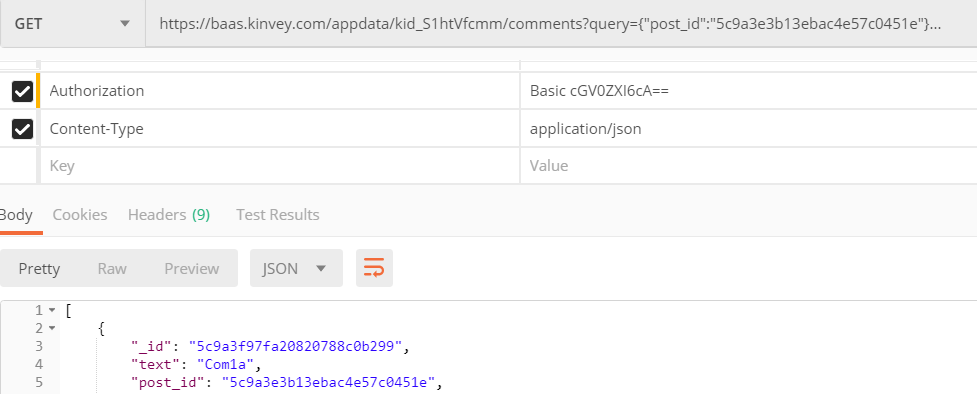 GET https://baas.kinvey.com/appdata/kid_S1htVfcmm/comments?query={"post_id":"5c9a3e3b13ebac4e57c0451e"}...
Authorization Basic cGV0ZXI6cA==
Content-Type application/json
Key Value
Body Cookies Headers (9) Test Results
Pretty Raw Preview JSON
1 [
2 {
3 "_id": "5c9a3f97fa20820788c0b299",
4 "text": "Com1a",
5 "post_id": "5c9a3e3b13ebac4e57c0451e",